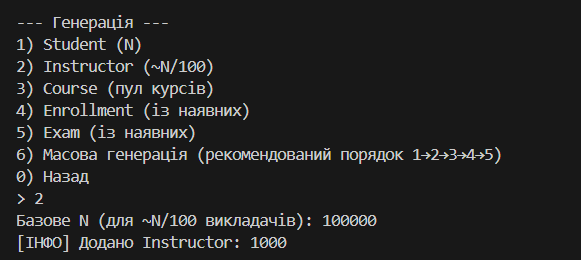 --- Генерація ---
1) Student (N)
2) Instructor (~N/100)
3) Course (пул курсів)
4) Enrollment (із наявних)
5) Exam (із наявних)
6) Масова генерація (рекомендований порядок 1→2→3→4→5)
0) Назад
> 2
Базове N (для ~N/100 викладачів): 100000
[ІНФО] Додано Instructor: 1000